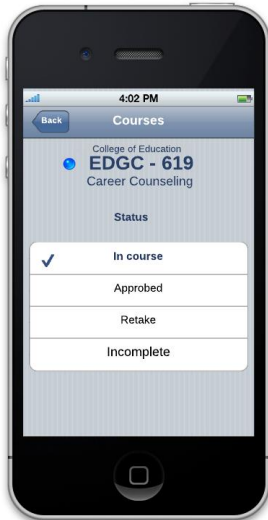 4:02 PM
Back
Courses
College of Education
EDGC - 619
Career Counseling
Status
In course
Approbed
Retake
Incomplete